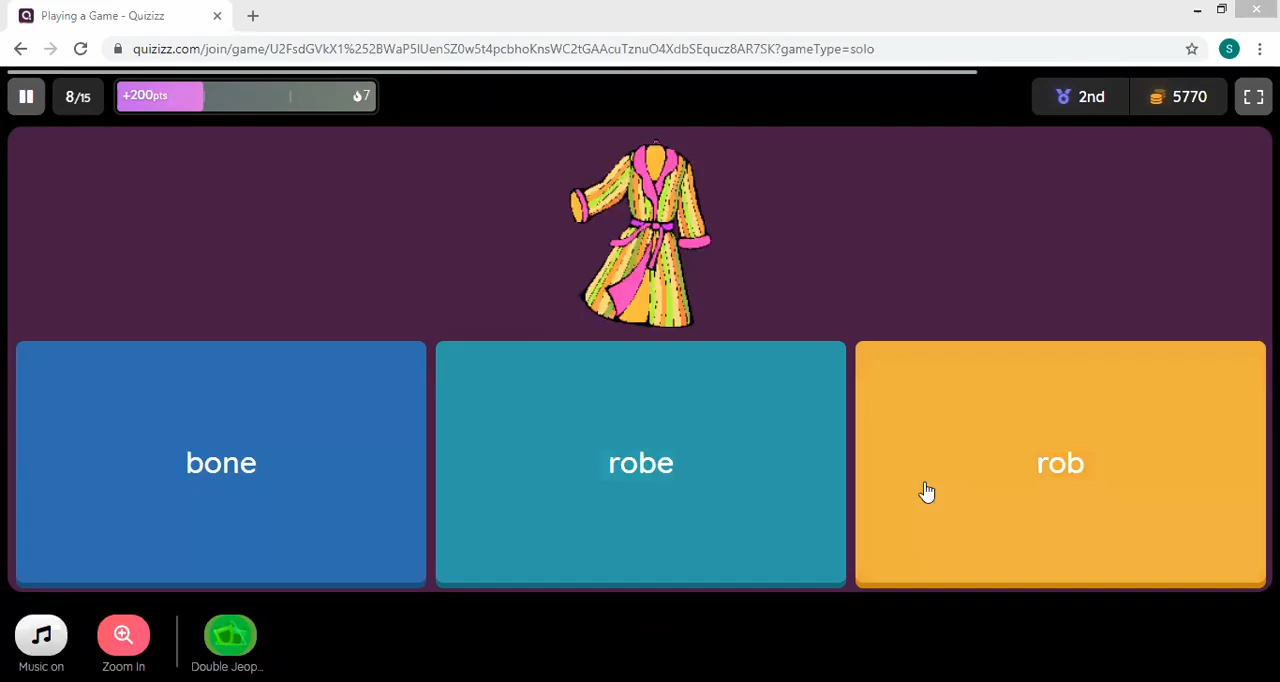 Playing a Game - Quizizz
quizizz.com/join/game/U2FsdGVkX1%252BWaP5lUenSZ0w5t4pcbhoKnsWC2tGAAcuTznuO4XdbSEqucz8AR7SK?gameType=solo
S
8/15
+200pts
7
2nd
5770
bone
robe
rob
Music on
Zoom In
Double Jeop...